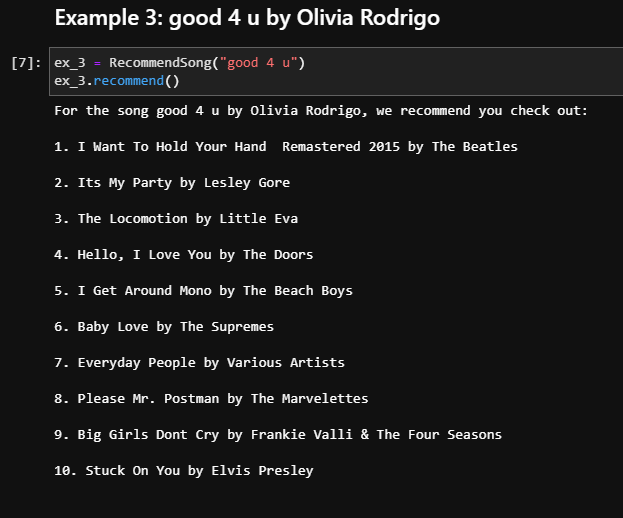 Example 3: good 4 u by Olivia Rodrigo
[7]: ex_3 = RecommendSong("good 4 u")
ex_3.recommend()
For the song good 4 u by Olivia Rodrigo, we recommend you check out:
1. I Want To Hold Your Hand  Remastered 2015 by The Beatles
2. Its My Party by Lesley Gore
3. The Locomotion by Little Eva
4. Hello, I Love You by The Doors
5. I Get Around Mono by The Beach Boys
6. Baby Love by The Supremes
7. Everyday People by Various Artists
8. Please Mr. Postman by The Marvelettes
9. Big Girls Dont Cry by Frankie Valli & The Four Seasons
10. Stuck On You by Elvis Presley